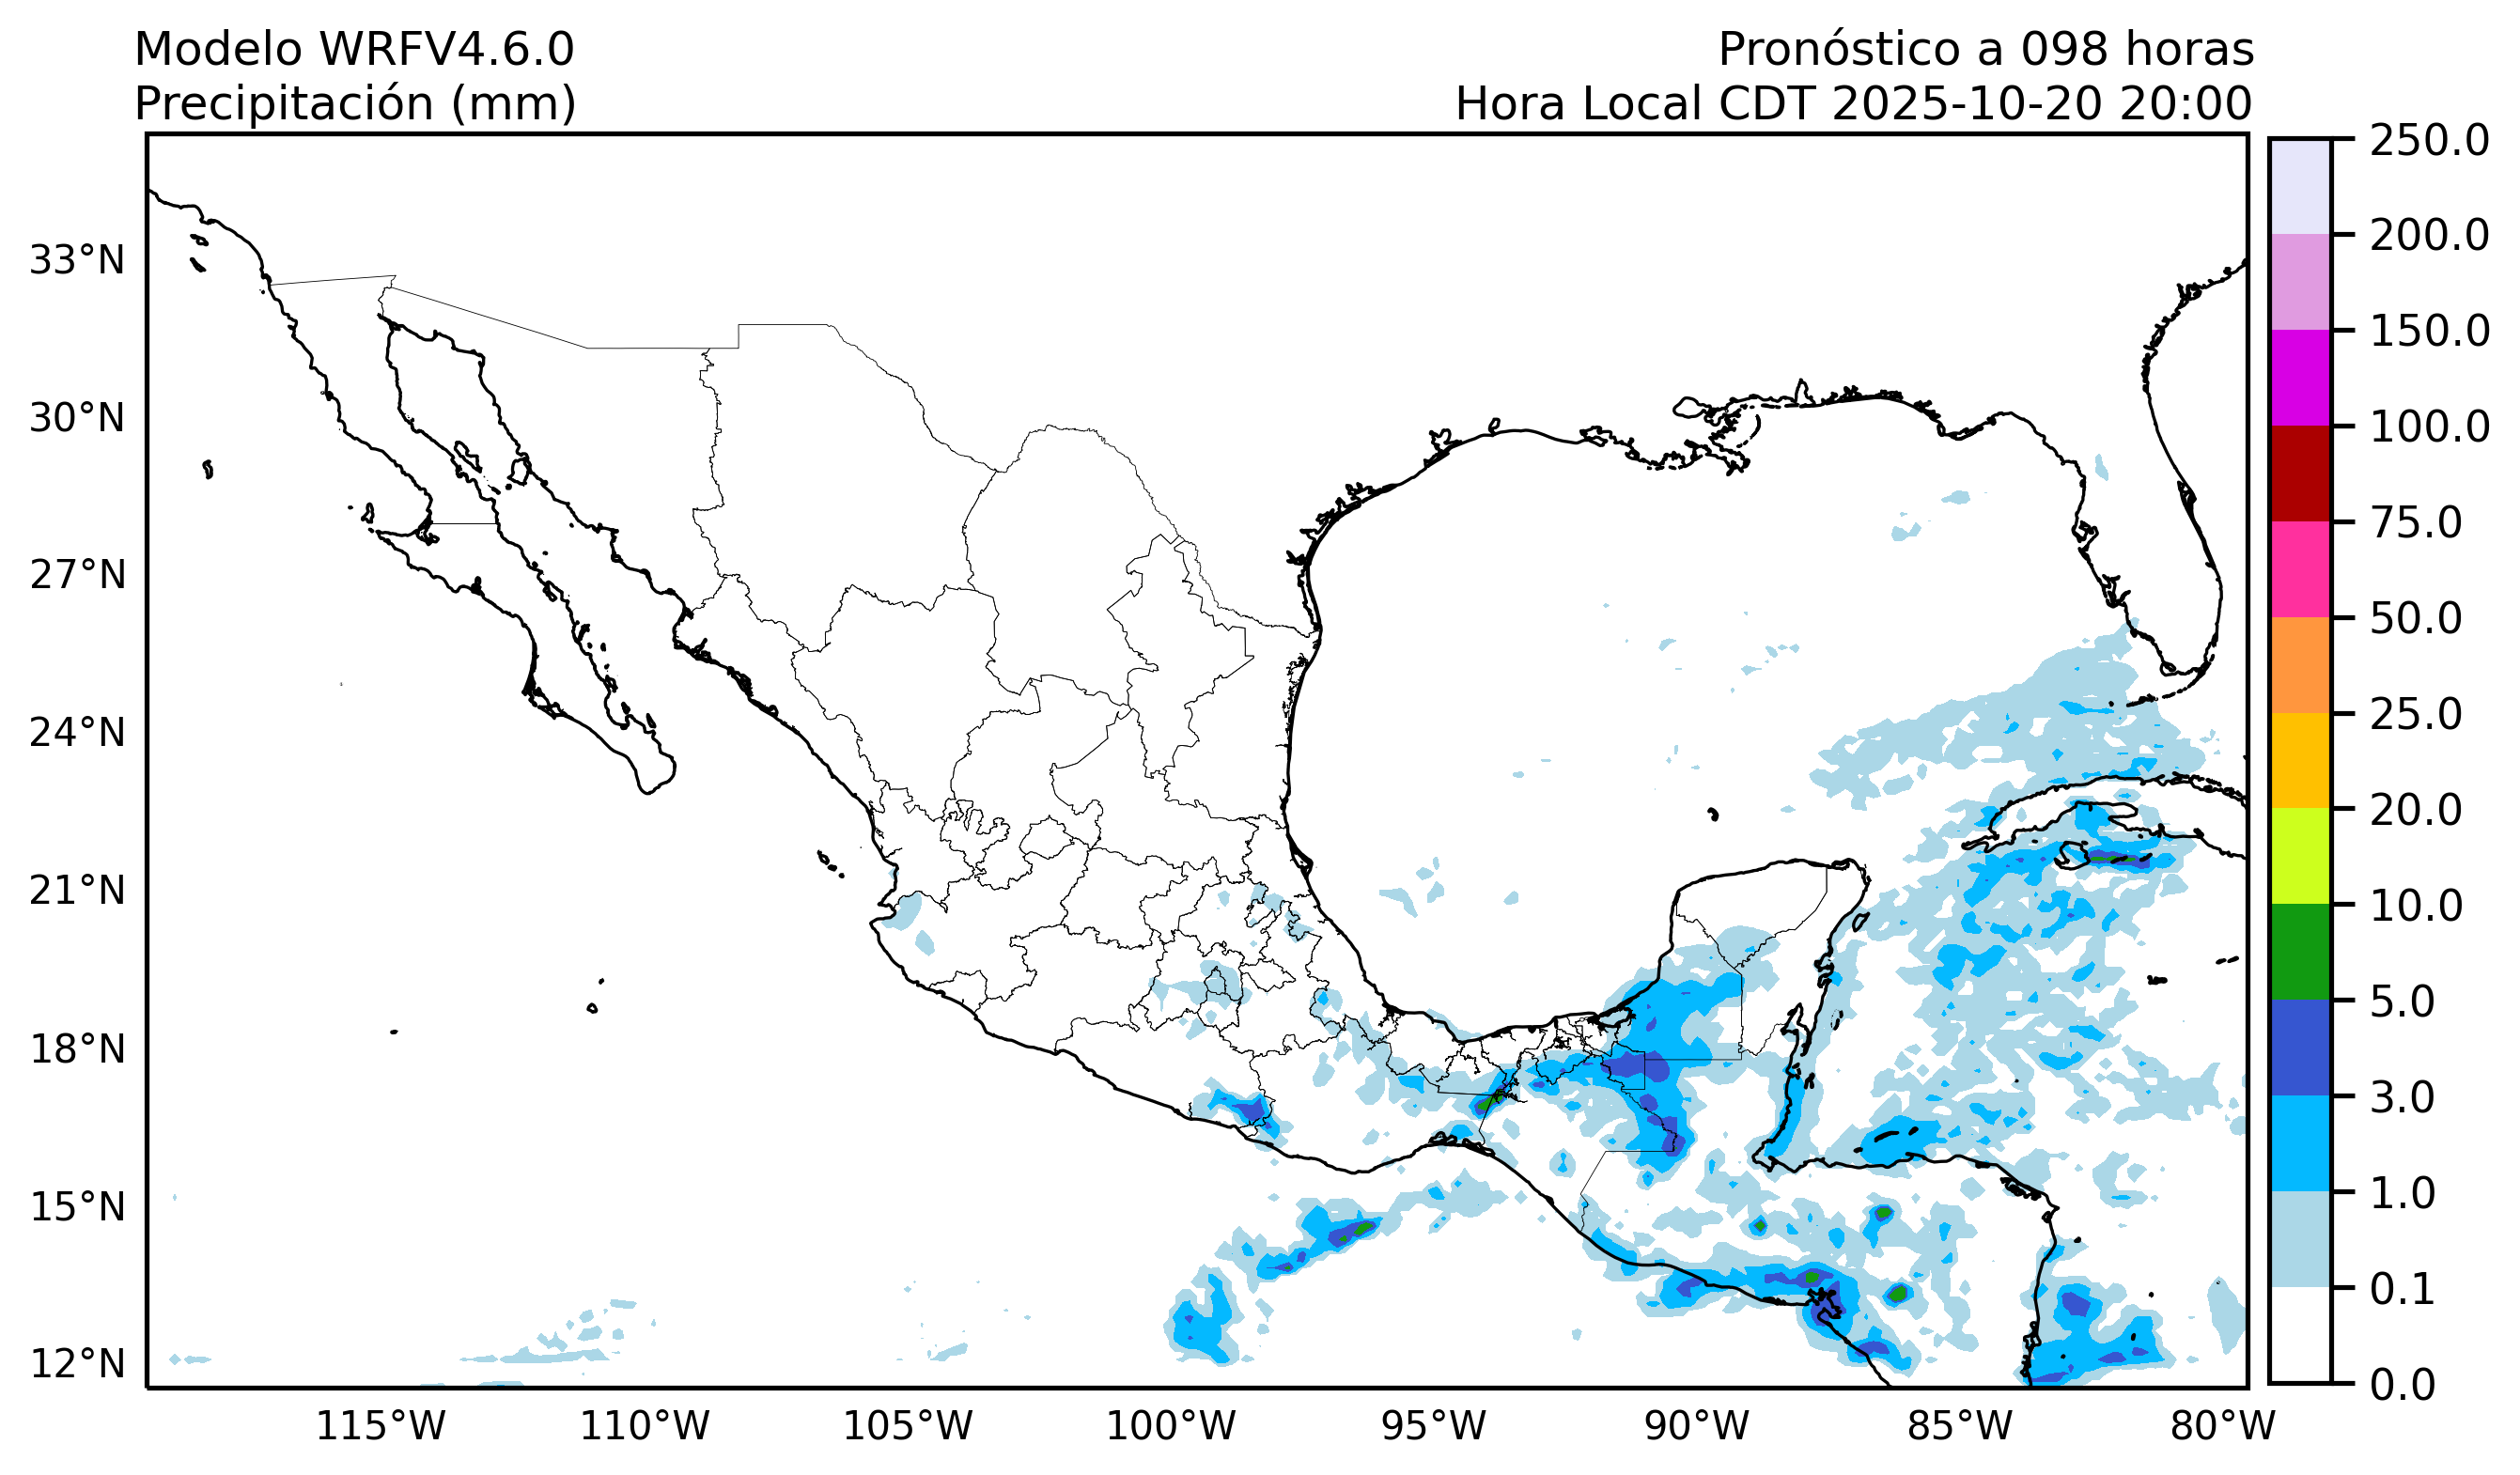 Modelo WRFV4.6.0
Pronóstico a 098 horas
Precipitación (mm)
Hora Local CDT 2025-10-20 20:00
33°N
30°N
27°N
24°N
21°N
18°N
15°N
12°N
115°W
110°W
105°W
100°W
95°W
90°W
85°W
80°W
250.0
200.0
150.0
100.0
75.0
50.0
25.0
20.0
10.0
5.0
3.0
1.0
0.1
0.0